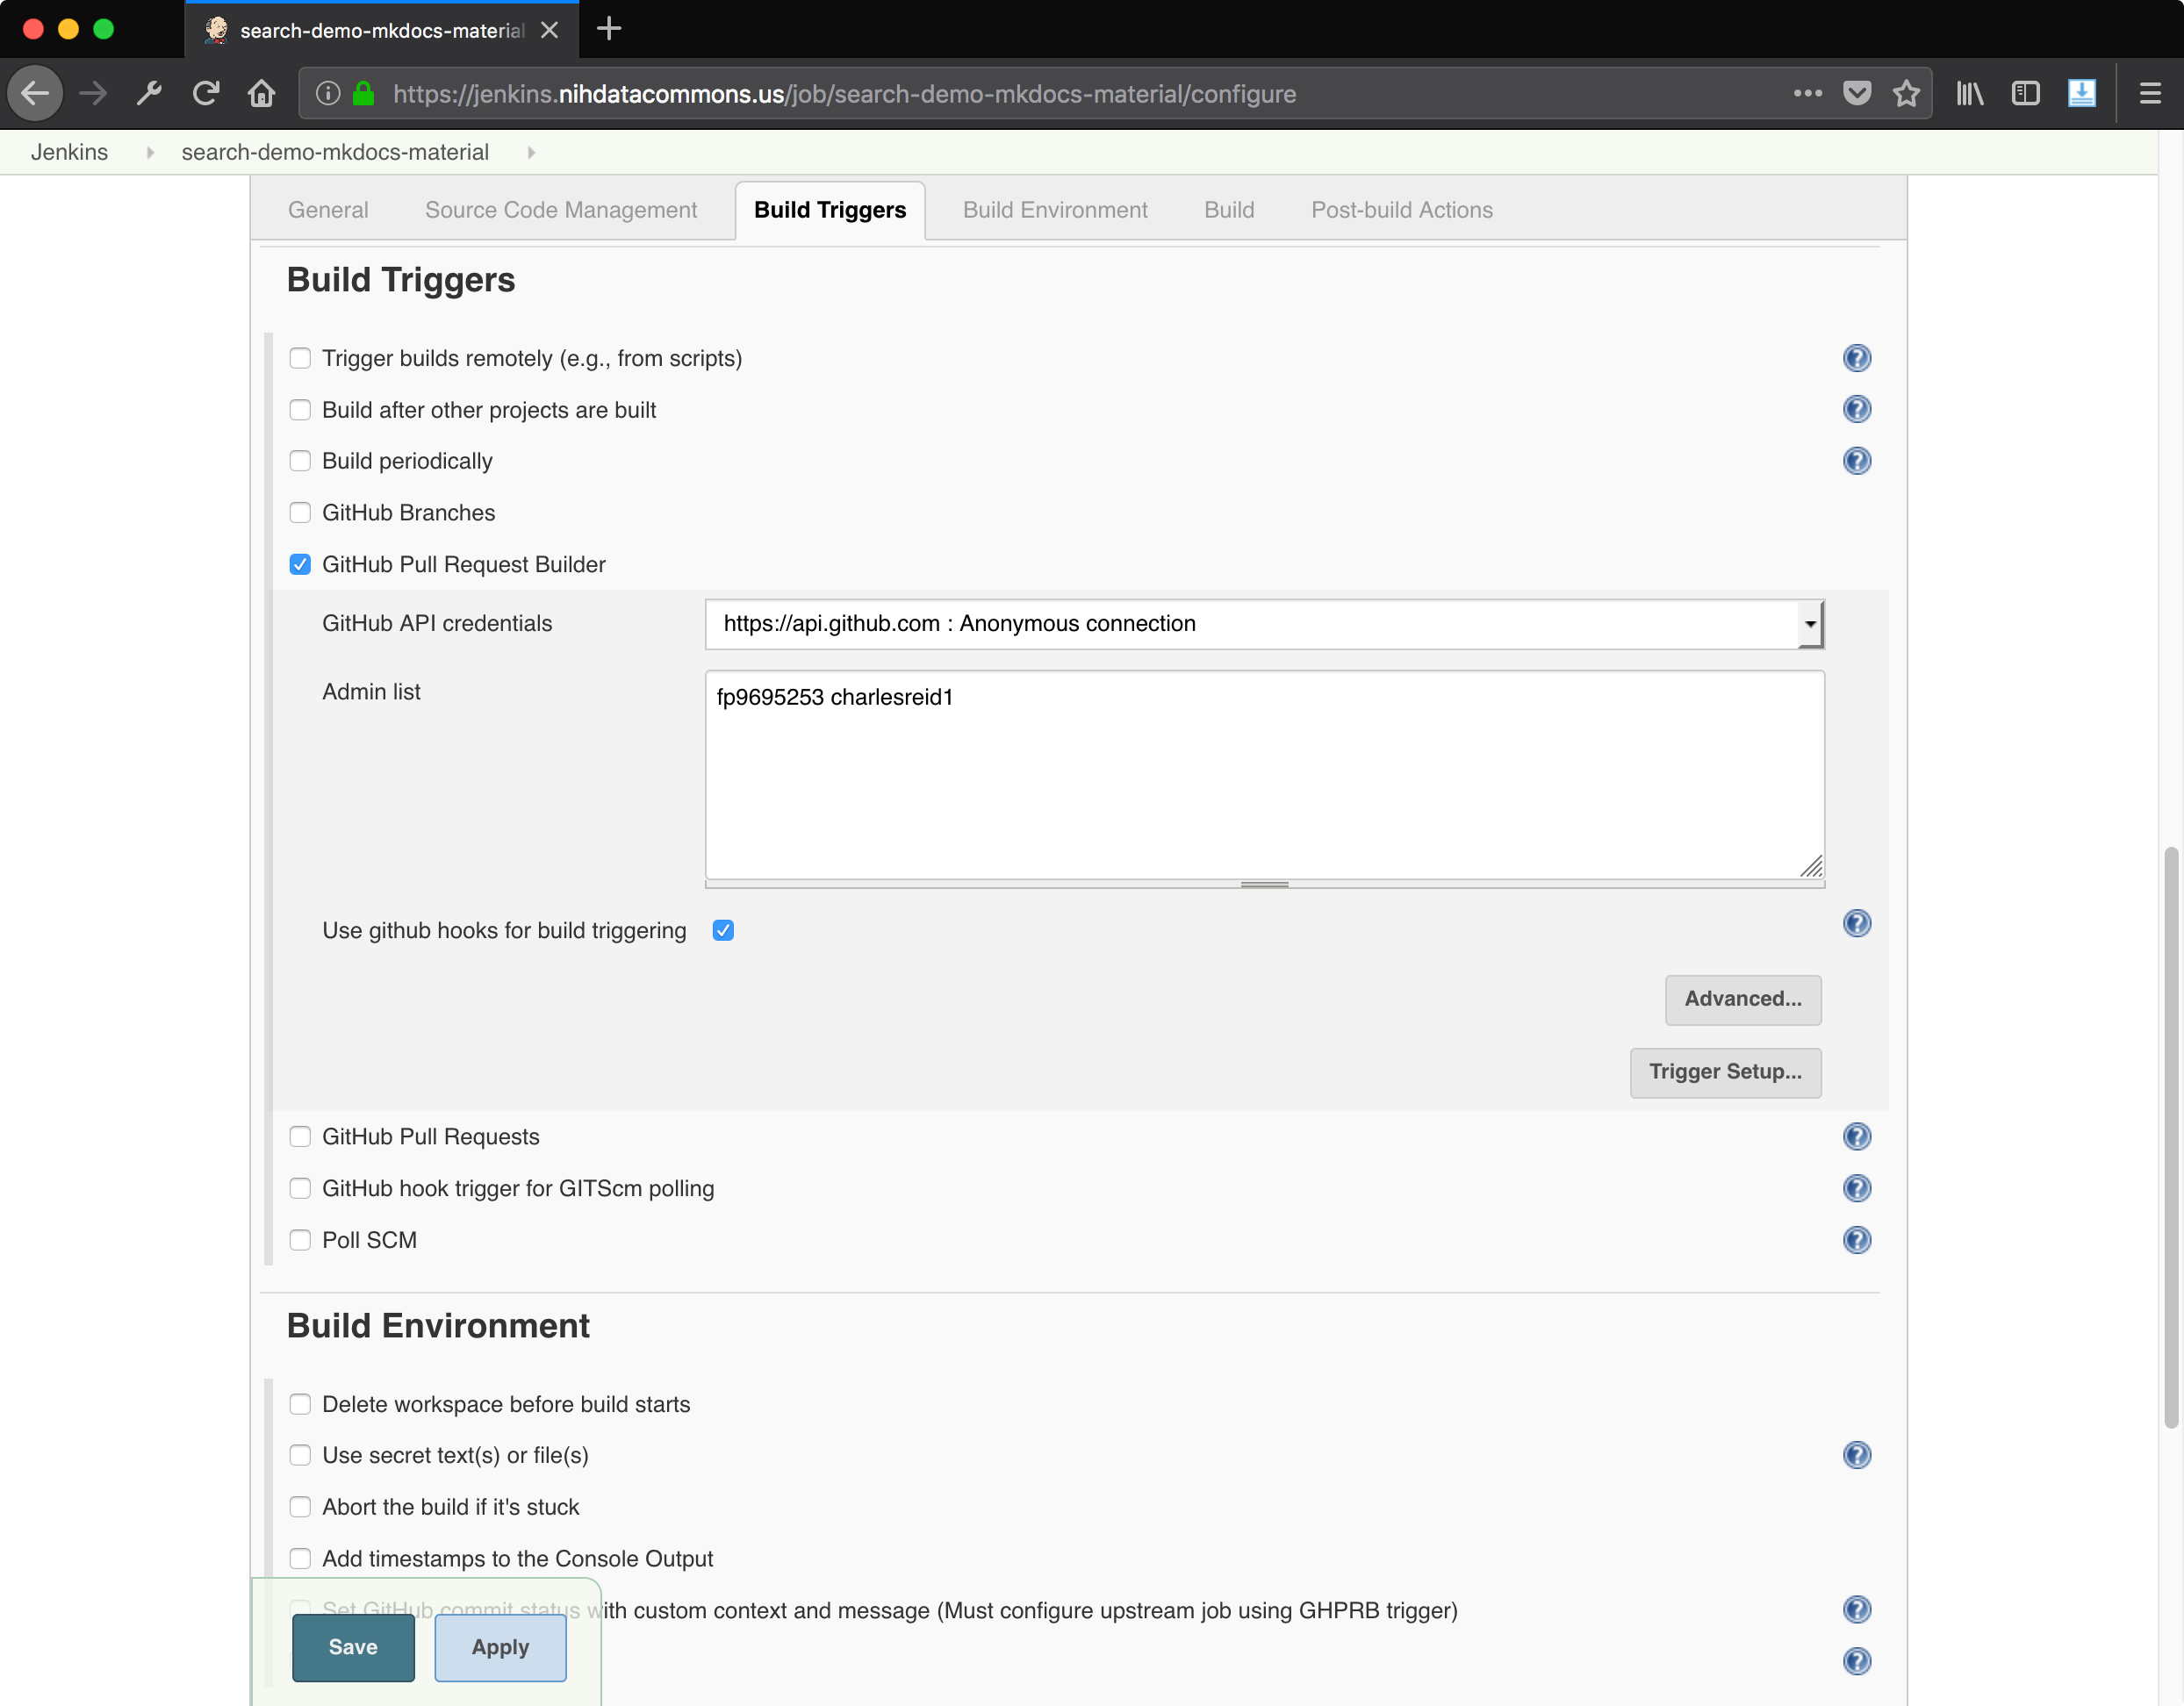 search-demo-mkdocs-material
https://jenkins.nihdatacommons.us/job/search-demo-mkdocs-material/configure
Jenkins search-demo-mkdocs-material
General Source Code Management Build Triggers Build Environment Build Post-build Actions
Build Triggers
Trigger builds remotely (e.g., from scripts)
Build after other projects are built
Build periodically
GitHub Branches
GitHub Pull Request Builder
GitHub API credentials https://api.github.com : Anonymous connection
Admin list fp9695253 charlesreid1
Use github hooks for build triggering
Advanced...
Trigger Setup...
GitHub Pull Requests
GitHub hook trigger for GITScm polling
Poll SCM
Build Environment
Delete workspace before build starts
Use secret text(s) or file(s)
Abort the build if it's stuck
Add timestamps to the Console Output
Set GitHub commit status with custom context and message (Must configure upstream job using GHPRB trigger)
Save Apply